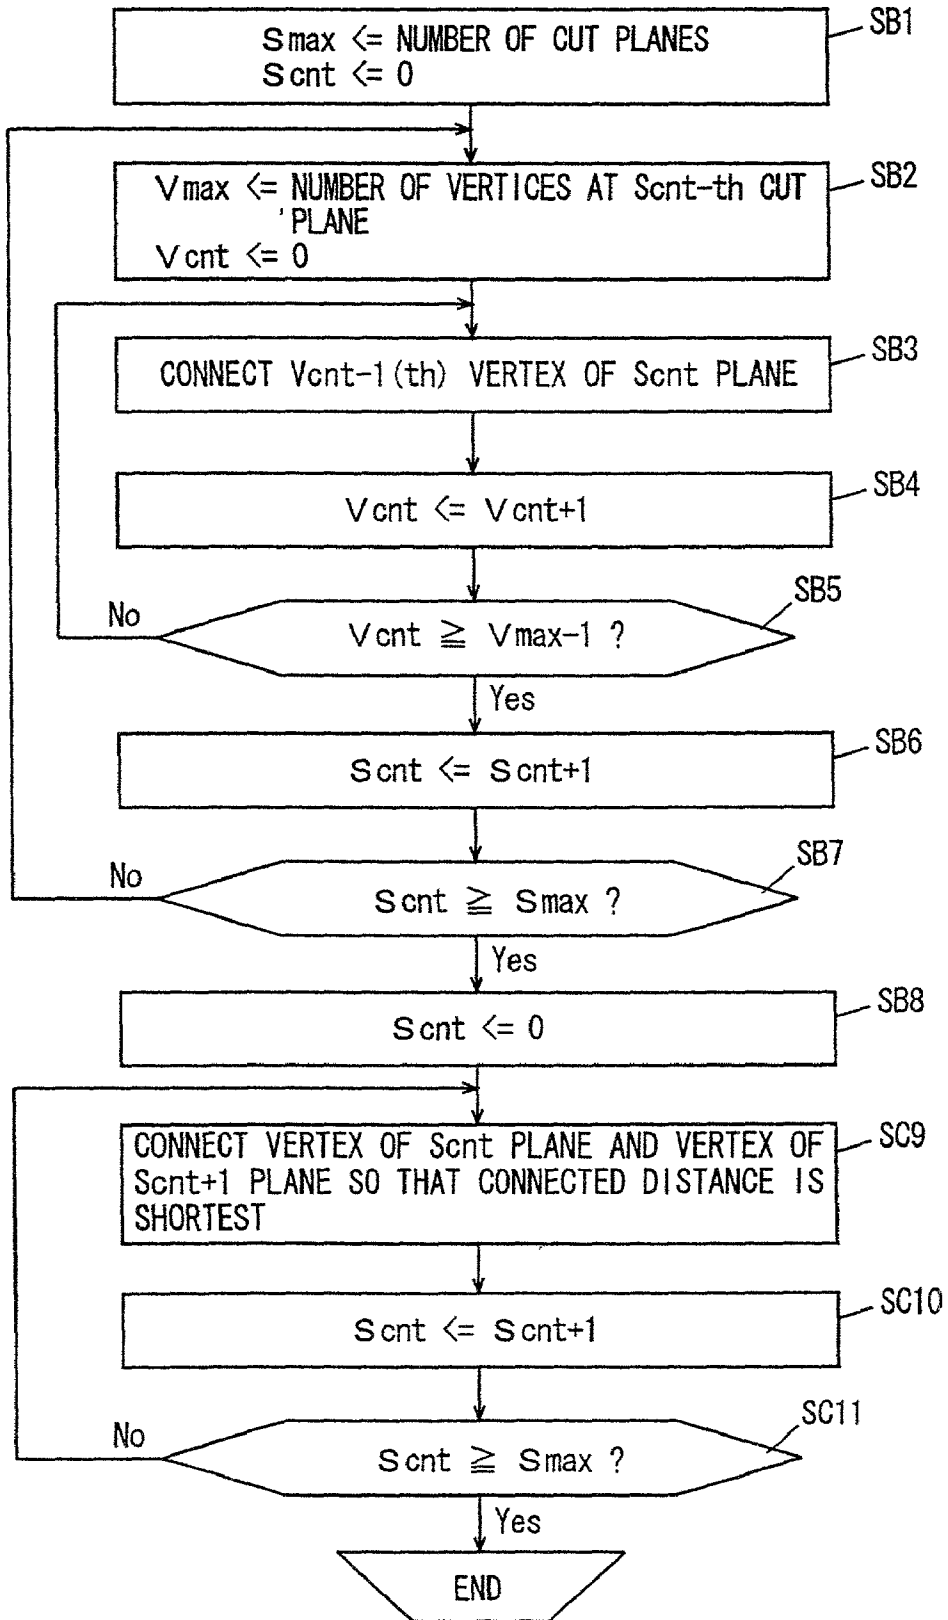 Smax <= NUMBER OF CUT PLANES
Scnt <= 0
SB1
Vmax <= NUMBER OF VERTICES AT Scnt-th CUT
PLANE
Vcnt <= 0
SB2
CONNECT Vcnt-1(th) VERTEX OF Scnt PLANE
SB3
Vcnt <= Vcnt+1
SB4
Vcnt ≧ Vmax-1 ?
SB5
No
Yes
Scnt <= Scnt+1
SB6
Scnt ≧ Smax ?
SB7
No
Yes
Scnt <= 0
SB8
CONNECT VERTEX OF Scnt PLANE AND VERTEX OF
Scnt+1 PLANE SO THAT CONNECTED DISTANCE IS
SHORTEST
SC9
Scnt <= Scnt+1
SC10
Scnt ≧ Smax ?
SC11
No
Yes
END